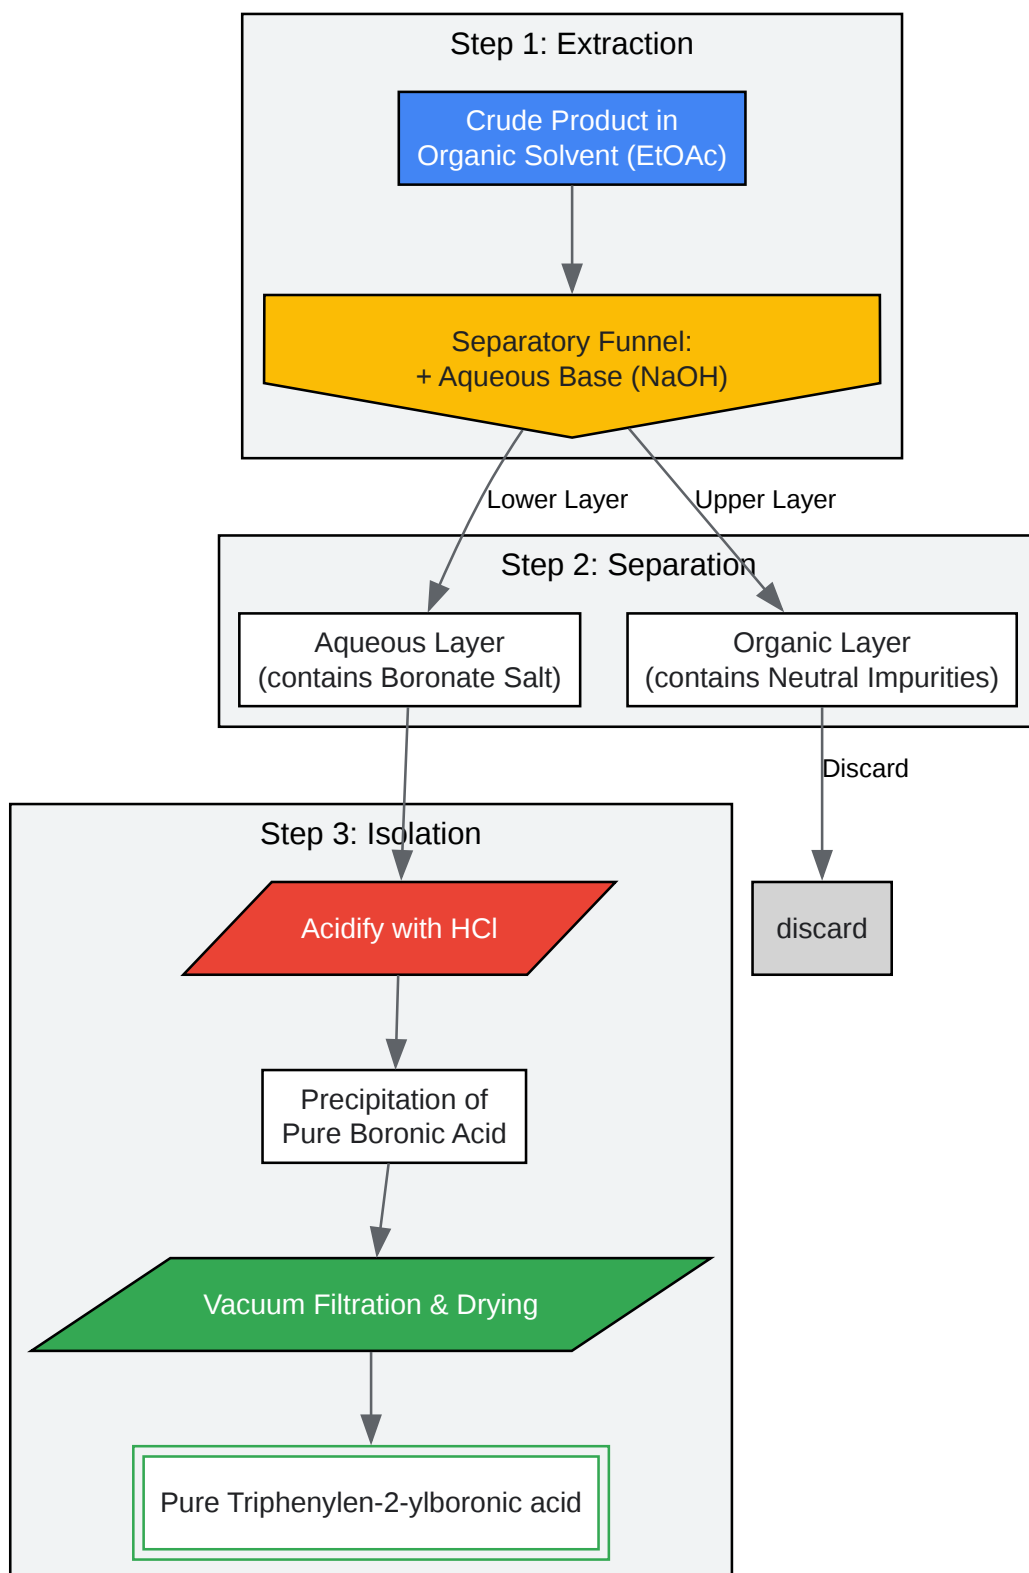 Step 1: Extraction
Crude Product in
Organic Solvent (EtOAc)
Separatory Funnel:
+ Aqueous Base (NaOH)
Lower Layer
Upper Layer
Step 2: Separation
Aqueous Layer
(contains Boronate Salt)
Organic Layer
(contains Neutral Impurities)
Discard
Step 3: Isolation
Acidify with HCl
discard
Precipitation of
Pure Boronic Acid
Vacuum Filtration & Drying
Pure Triphenylen-2-ylboronic acid